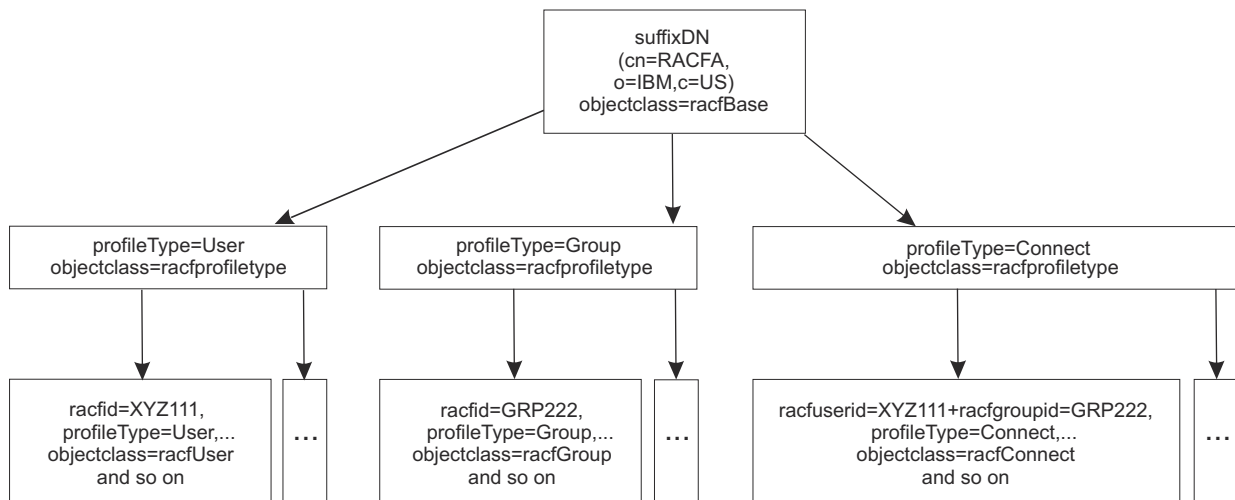 suffixDN
(cn=RACFA,
o=IBM,c=US)
objectclass=racfBase
profileType=User
objectclass=racfprofiletype
profileType=Group
objectclass=racfprofiletype
profileType=Connect
objectclass=racfprofiletype
racfid=XYZ111,
profileType=User,...
objectclass=racfUser
and so on
...
racfid=GRP222,
profileType=Group,...
objectclass=racfGroup
and so on
...
racfuserid=XYZ111+racfgroupid=GRP222,
profileType=Connect,...
objectclass=racfConnect
and so on
...